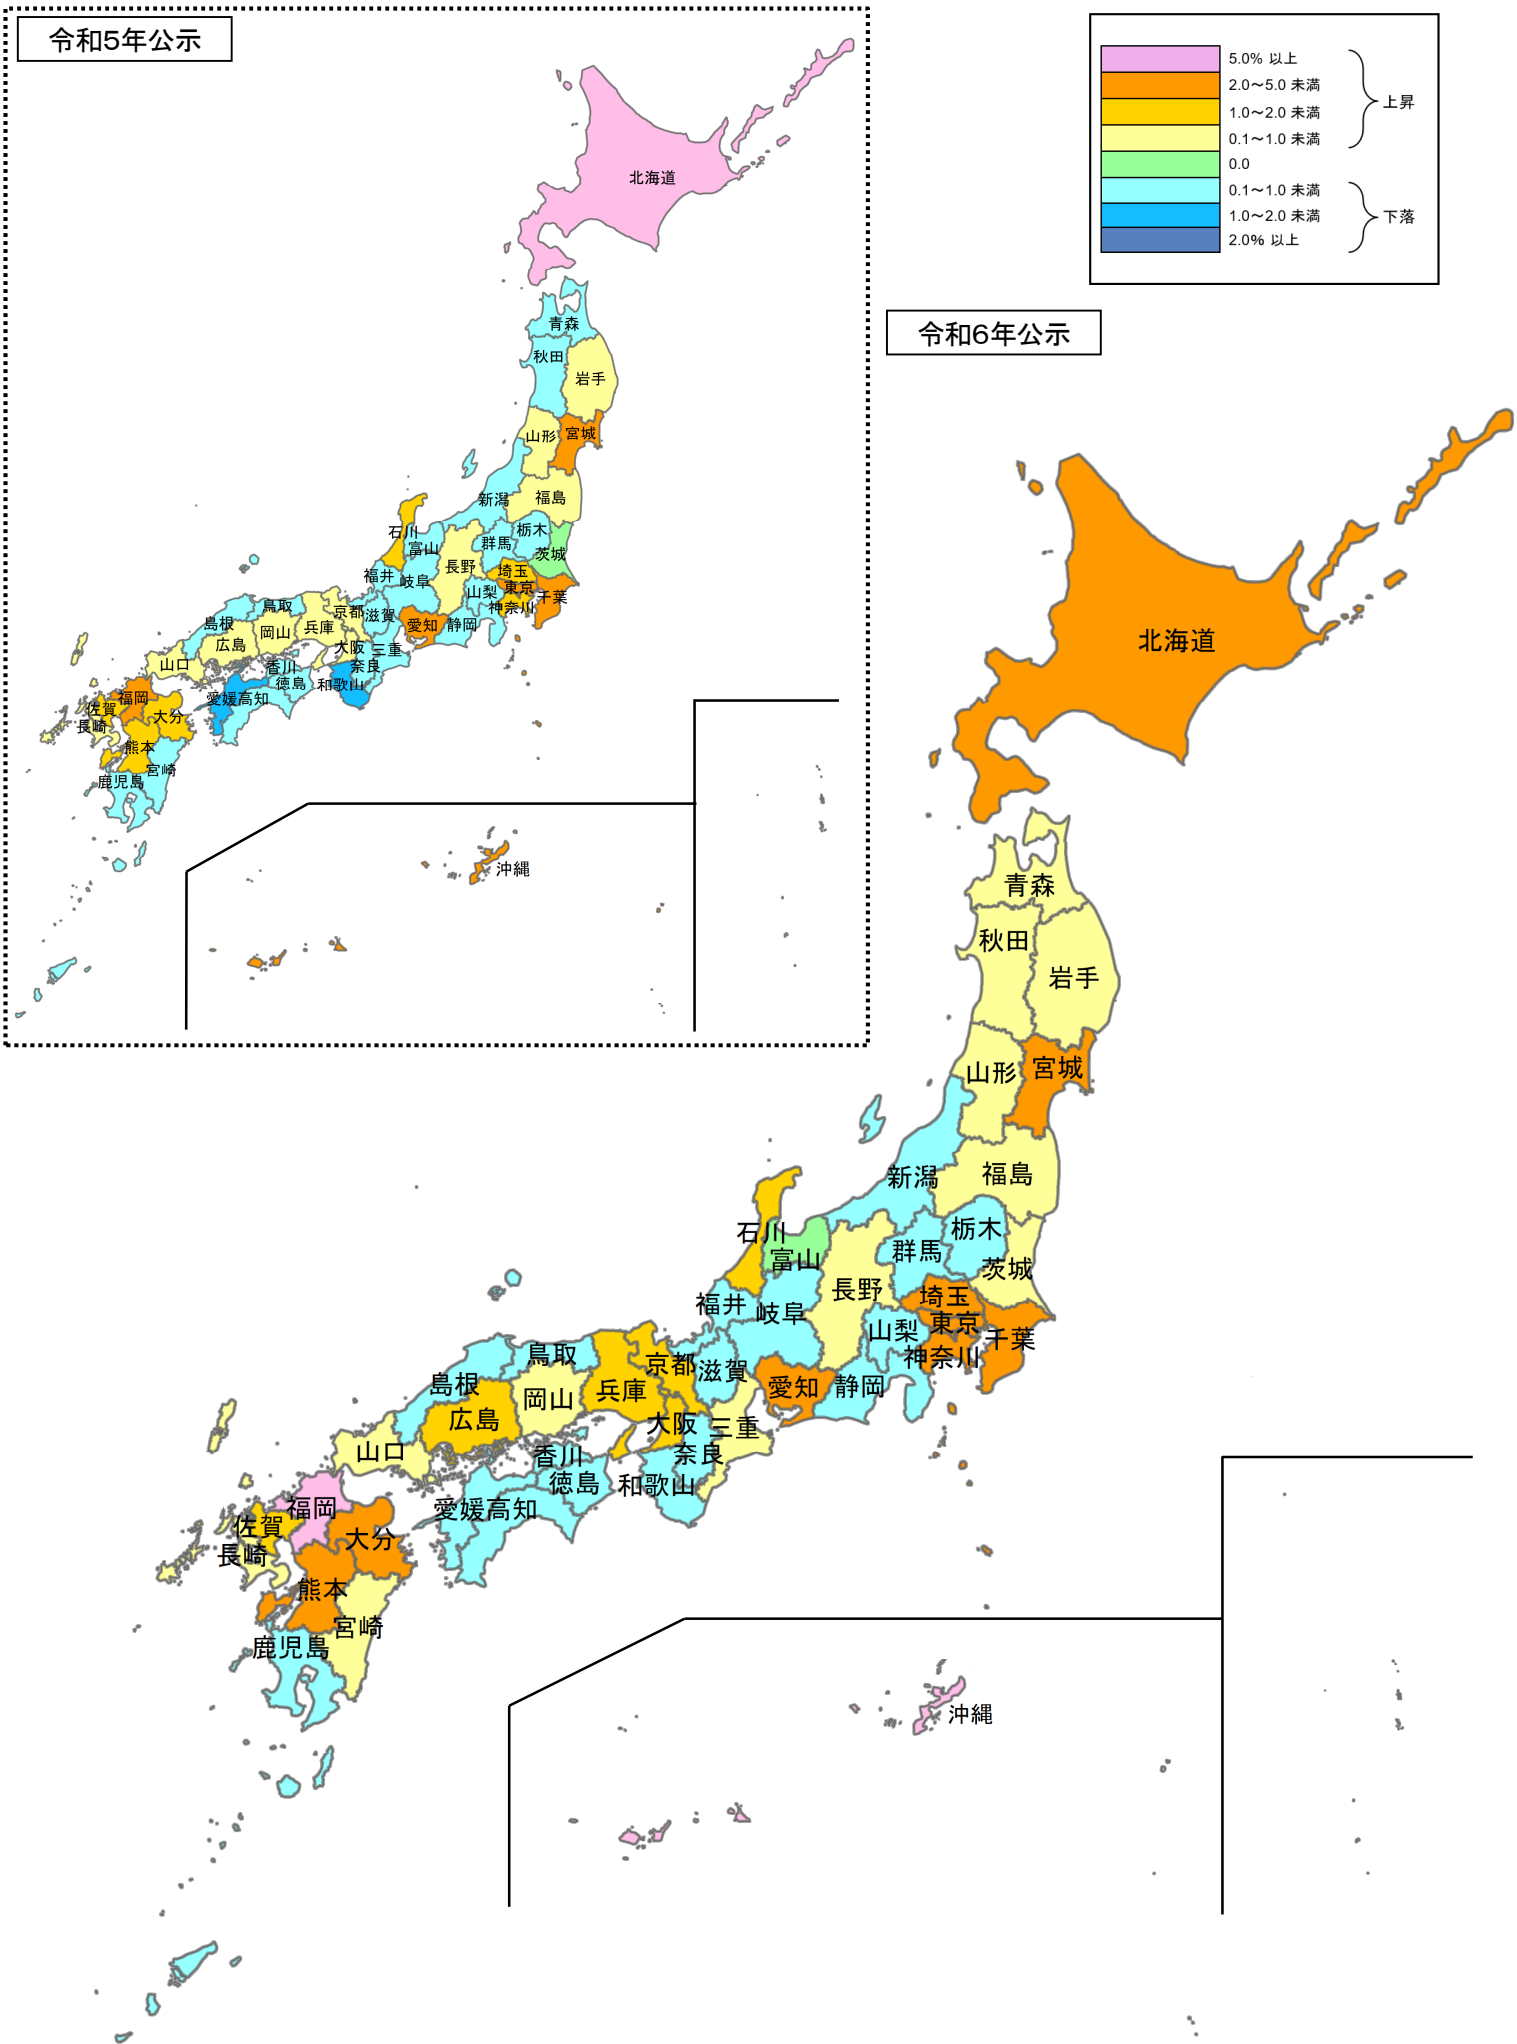 令和5年公示
5.0% 以上
2.0～5.0 未満
1.0～2.0 未満
0.1～1.0 未満
上昇
0.0
0.1～1.0 未満
1.0～2.0 未満
2.0% 以上
下落
北海道
青森
秋田
岩手
山形
宮城
新潟
福島
石川
富山
栃木
群馬
茨城
長野
埼玉
福井
岐阜
山梨
東京
千葉
神奈川
鳥取
京都
滋賀
愛知
静岡
島根
岡山
兵庫
広島
大阪
三重
山口
香川
奈良
徳島
和歌山
愛媛
高知
福岡
佐賀
大分
長崎
熊本
宮崎
鹿児島
沖縄
令和6年公示
北海道
青森
秋田
岩手
山形
宮城
新潟
福島
石川
富山
栃木
群馬
茨城
長野
埼玉
福井
岐阜
山梨
東京
千葉
神奈川
鳥取
京都
滋賀
愛知
静岡
島根
岡山
兵庫
広島
大阪
三重
山口
香川
奈良
徳島
和歌山
愛媛
高知
福岡
佐賀
大分
長崎
熊本
宮崎
鹿児島
沖縄